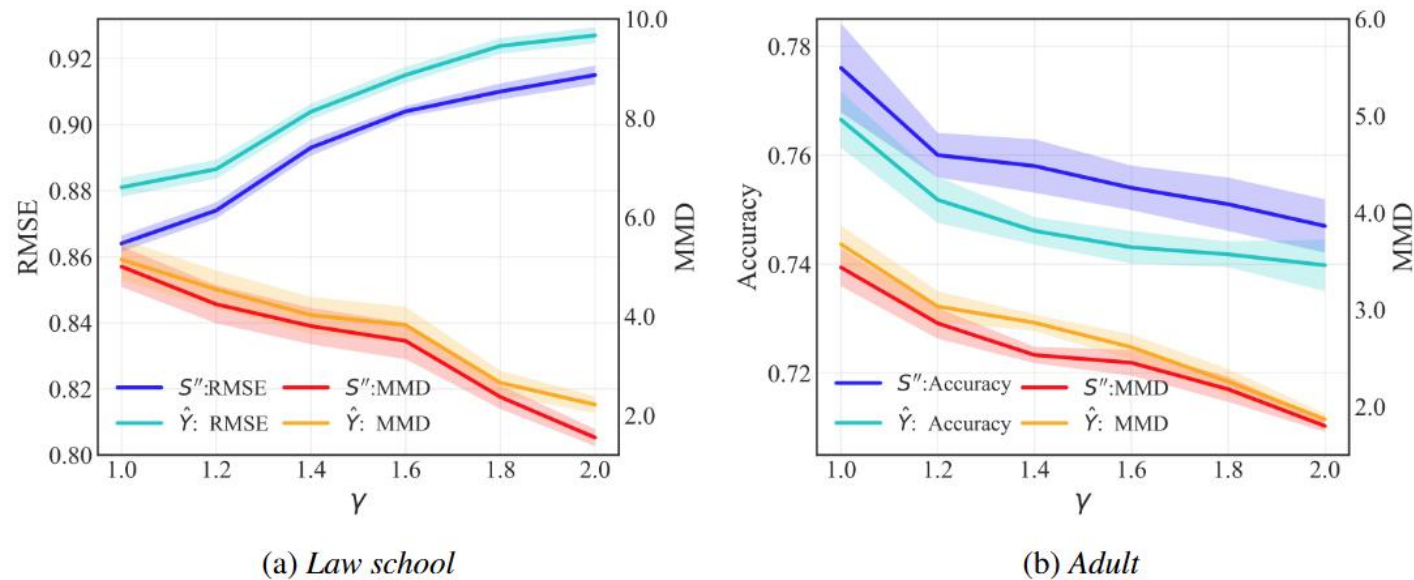 RMSE
0.92
0.90
0.88
0.86
0.84
0.82
0.80
10.0
8.0
6.0
4.0
2.0
MMD
S″:RMSE
S″:MMD
Ŷ: RMSE
Ŷ: MMD
1.0 1.2 1.4 1.6 1.8 2.0
γ
(a) Law school
Accuracy
0.78
0.76
0.74
0.72
6.0
5.0
4.0
3.0
2.0
MMD
S″:Accuracy
S″:MMD
Ŷ: Accuracy
Ŷ: MMD
1.0 1.2 1.4 1.6 1.8 2.0
γ
(b) Adult